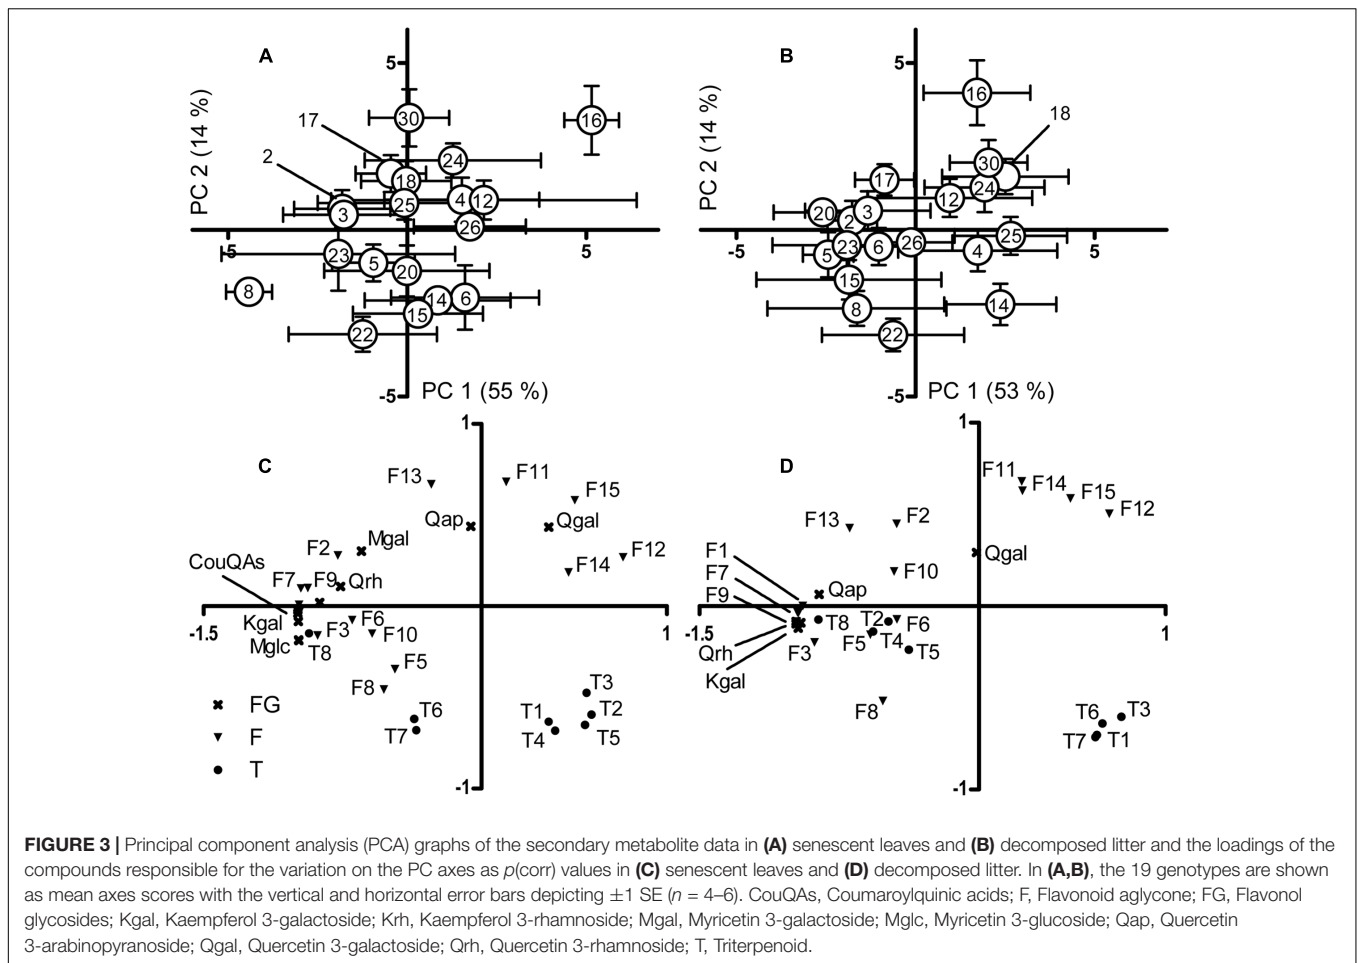 A
B
5
5
PC 2 (14 %)
PC 2 (14 %)
30
16
17
24
2
18
4
12
25
3
26
-5
5
23
5
20
8
14
6
15
22
-5
PC 1 (55 %)
16
18
30
17
24
12
20
2
3
25
-5
5
23
6
26
4
5
15
8
14
22
-5
PC 1 (53 %)
C
1
F13
F11
F15
Qap
Qgal
Mgal
F2
F12
F14
CouQAs
F7
F9
Qrh
-1.5
1
Kgal
F3
F6
F10
Mglc
T8
F5
F8
T6
T7
T3
T1
T2
T4
T5
FG
F
T
-1
D
1
F11
F14
F15
F12
F13
F2
Qgal
F1
F10
F7
F9
Qap
-1.5
1
T8
T2
F6
Qrh
F3
F5
T4
T5
Kgal
F8
T6
T3
T7
T1
-1
FIGURE 3 | Principal component analysis (PCA) graphs of the secondary metabolite data in (A) senescent leaves and (B) decomposed litter and the loadings of the
compounds responsible for the variation on the PC axes as p(corr) values in (C) senescent leaves and (D) decomposed litter. In (A,B), the 19 genotypes are shown
as mean axes scores with the vertical and horizontal error bars depicting ±1 SE (n = 4–6). CouQAs, Coumaroylquinic acids; F, Flavonoid aglycone; FG, Flavonol
glycosides; Kgal, Kaempferol 3-galactoside; Krh, Kaempferol 3-rhamnoside; Mgal, Myricetin 3-galactoside; Mglc, Myricetin 3-glucoside; Qap, Quercetin
3-arabinopyranoside; Qgal, Quercetin 3-galactoside; Qrh, Quercetin 3-rhamnoside; T, Triterpenoid.